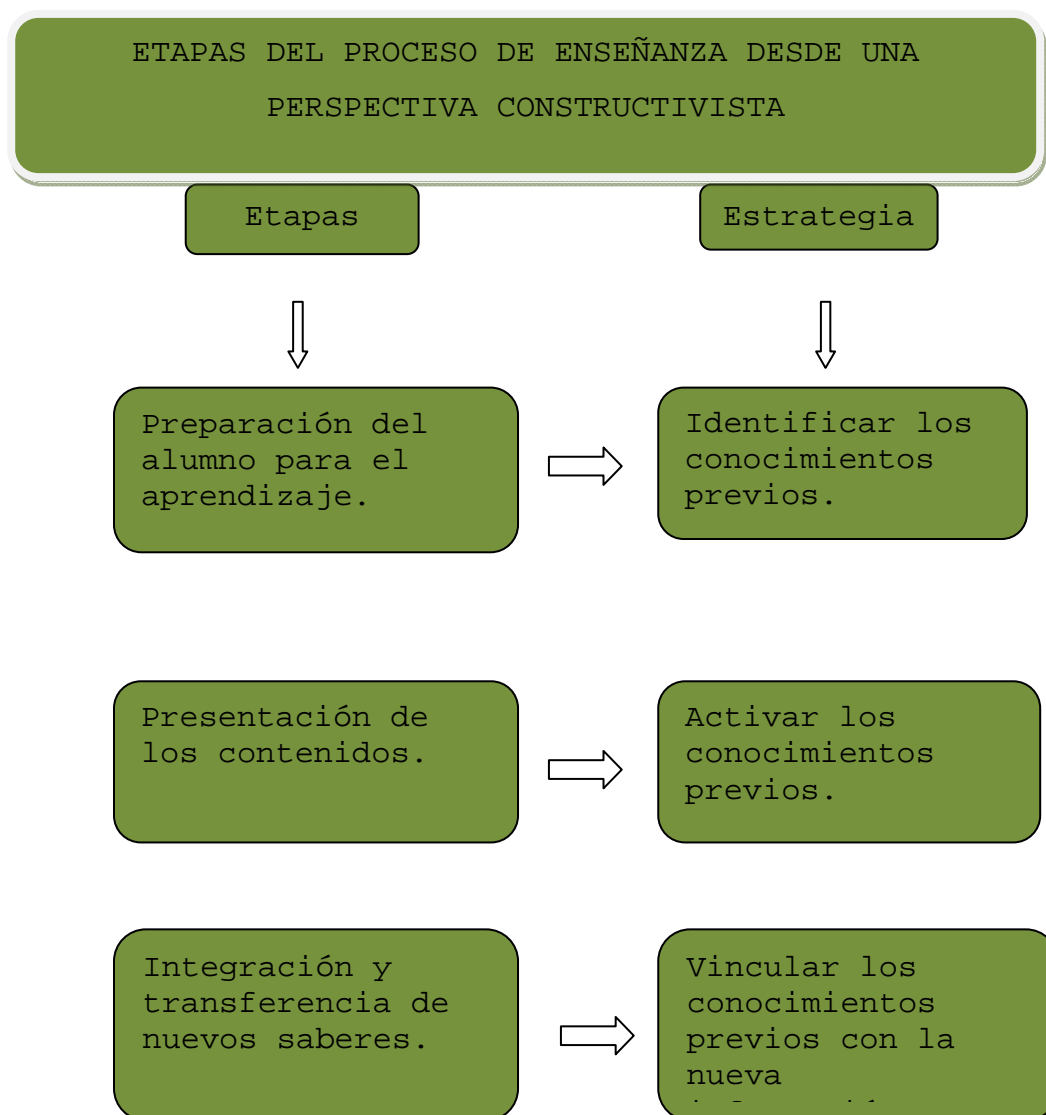 ETAPAS DEL PROCESO DE ENSEÑANZA DESDE UNA
PERSPECTIVA CONSTRUCTIVISTA
Etapas
Estrategia
Preparación del
alumno para el
aprendizaje.
Identificar los
conocimientos
previos.
Presentación de
los contenidos.
Activar los
conocimientos
previos.
Integración y
transferencia de
nuevos saberes.
Vincular los
conocimientos
previos con la
nueva